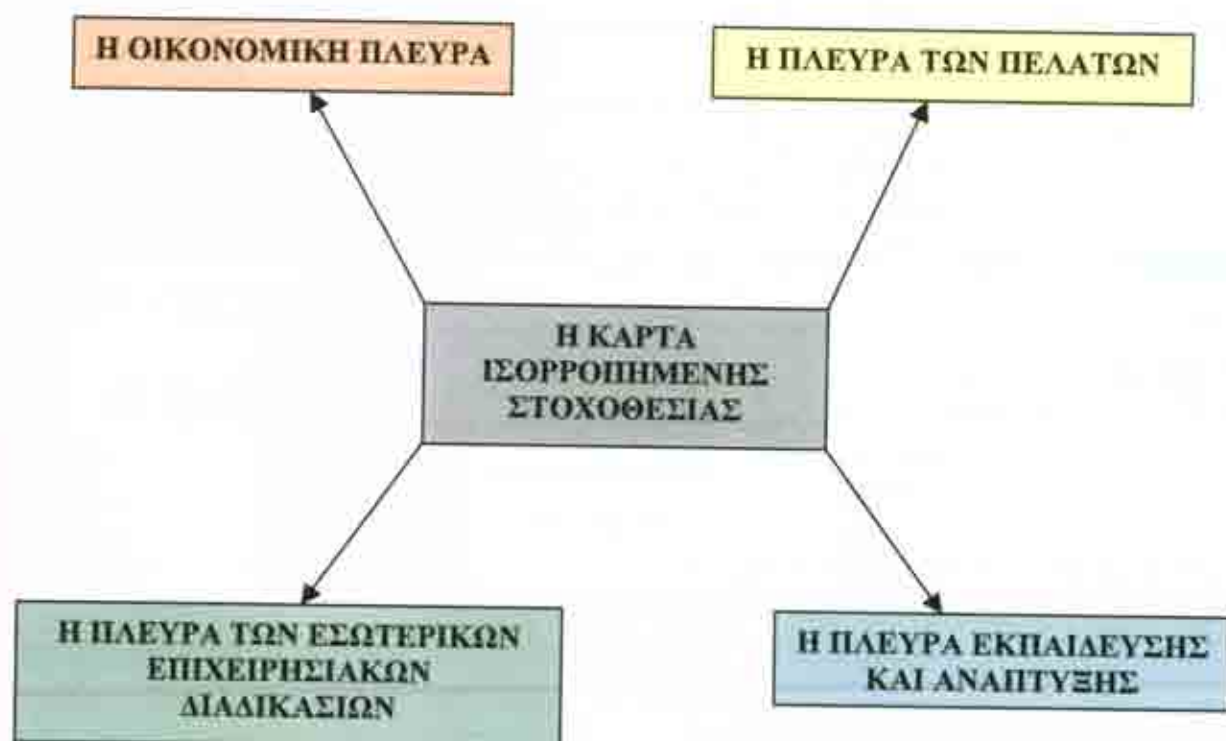 Η ΟΙΚΟΝΟΜΙΚΗ ΠΛΕΥΡΑ
Η ΠΛΕΥΡΑ ΤΩΝ ΠΕΛΑΤΩΝ
Η ΚΑΡΤΑ
ΙΣΟΡΡΟΠΗΜΕΝΗΣ
ΣΤΟΧΟΘΕΣΙΑΣ
Η ΠΛΕΥΡΑ ΤΩΝ ΕΣΩΤΕΡΙΚΩΝ
ΕΠΙΧΕΙΡΗΣΙΑΚΩΝ
ΔΙΑΔΙΚΑΣΙΩΝ
Η ΠΛΕΥΡΑ ΕΚΠΑΙΔΕΥΣΗΣ
ΚΑΙ ΑΝΑΠΤΥΞΗΣ